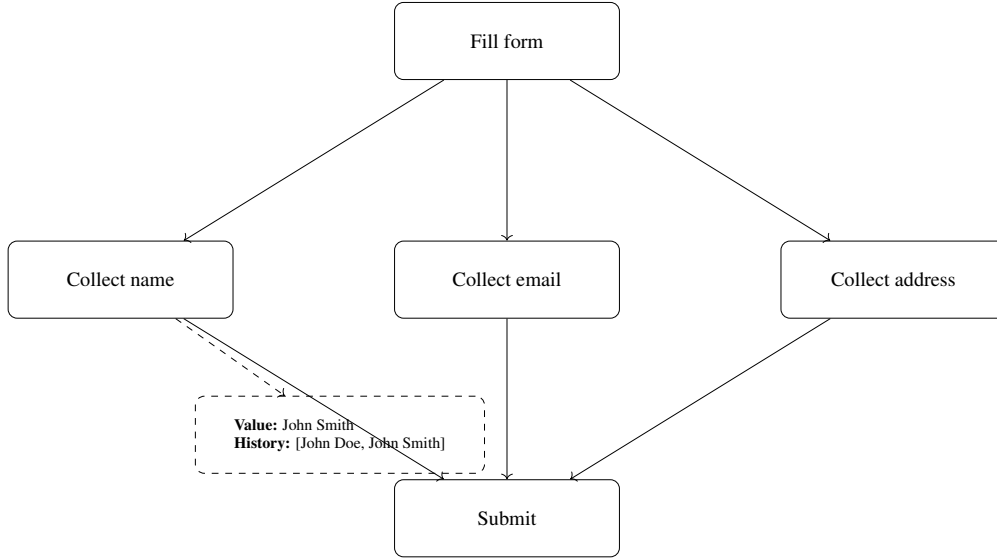 Fill form
Collect name
Collect email
Collect address
Value: John Smith
History: [John Doe, John Smith]
Submit